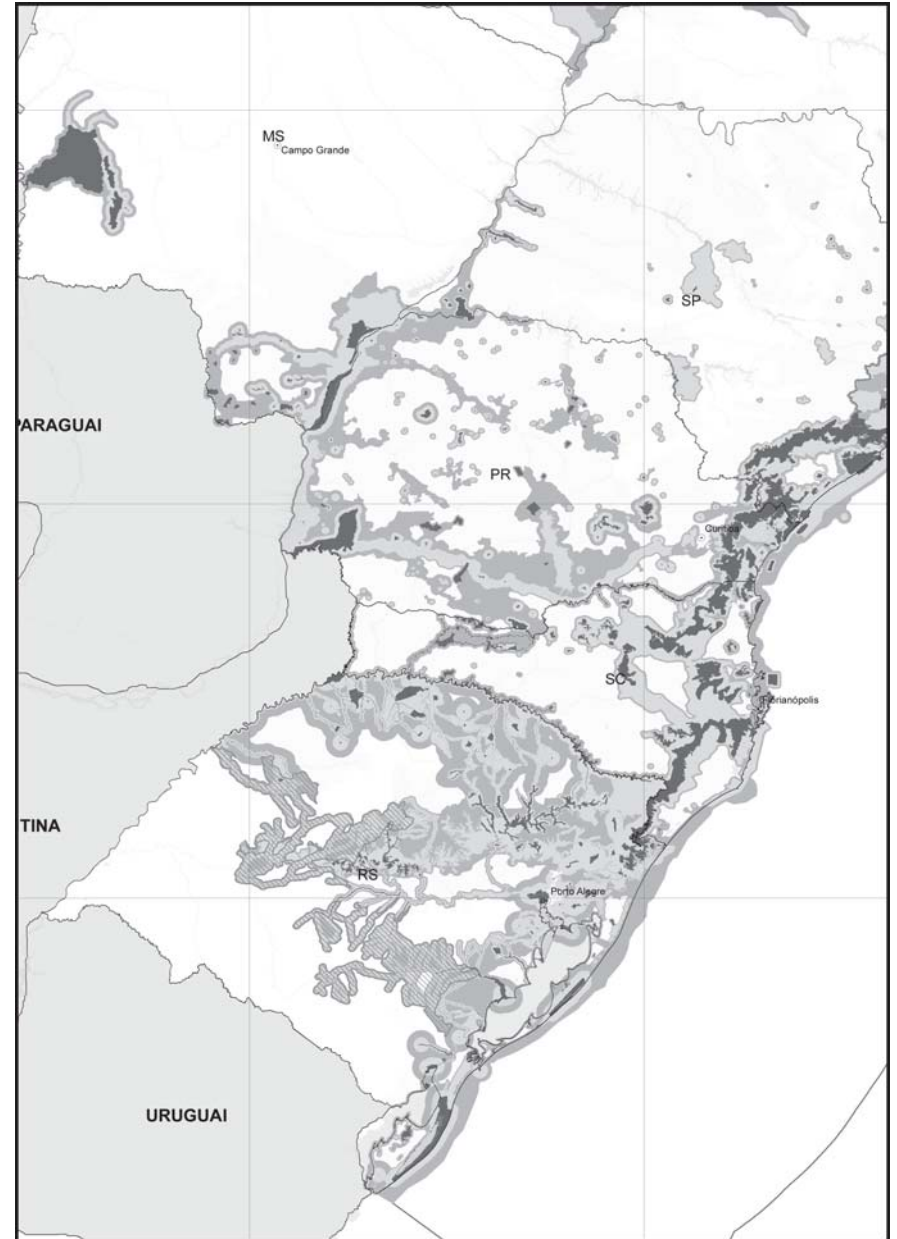 MS
Campo Grande
SP
PARAGUAI
PR
Curitiba
SC
Florianópolis
TINA
RS
Porto Alegre
URUGUAI